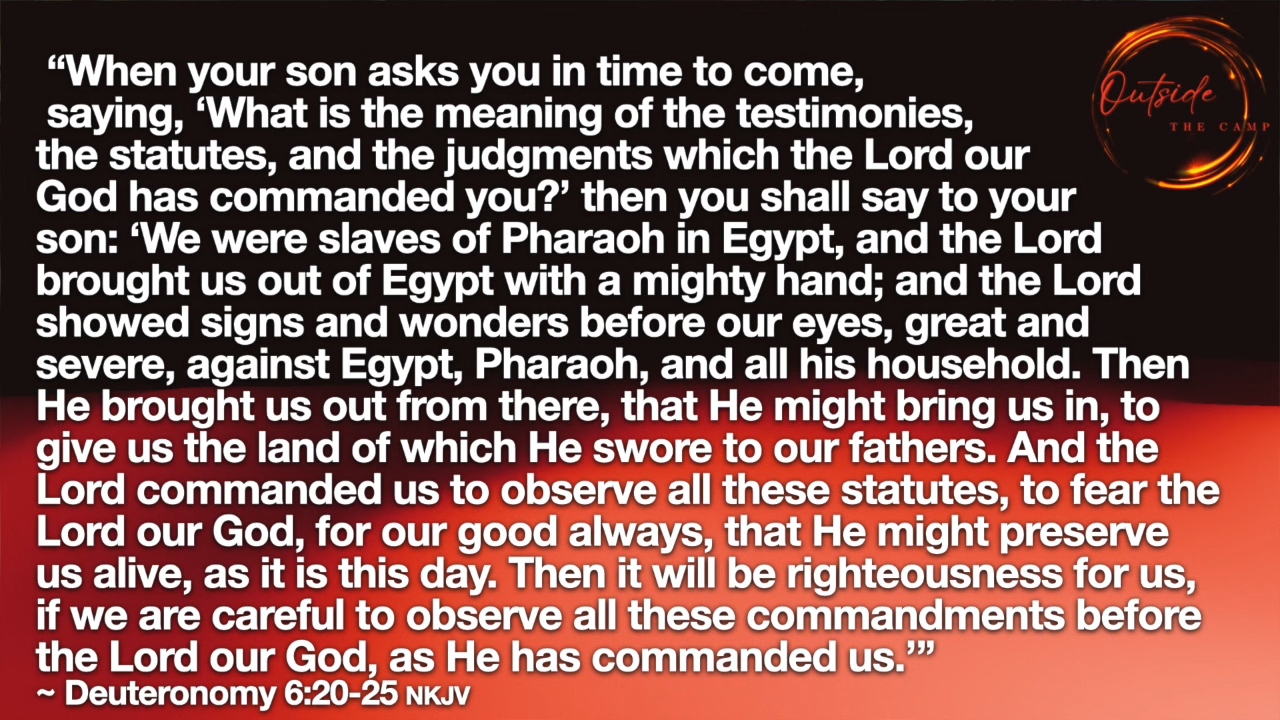 “When your son asks you in time to come,
saying, ‘What is the meaning of the testimonies,
the statutes, and the judgments which the Lord our
God has commanded you?’ then you shall say to your
son: ‘We were slaves of Pharaoh in Egypt, and the Lord
brought us out of Egypt with a mighty hand; and the Lord
showed signs and wonders before our eyes, great and
severe, against Egypt, Pharaoh, and all his household. Then
He brought us out from there, that He might bring us in, to
give us the land of which He swore to our fathers. And the
Lord commanded us to observe all these statutes, to fear the
Lord our God, for our good always, that He might preserve
us alive, as it is this day. Then it will be righteousness for us,
if we are careful to observe all these commandments before
the Lord our God, as He has commanded us.’”
~ Deuteronomy 6:20-25 NKJV
Outside
THE CAMP